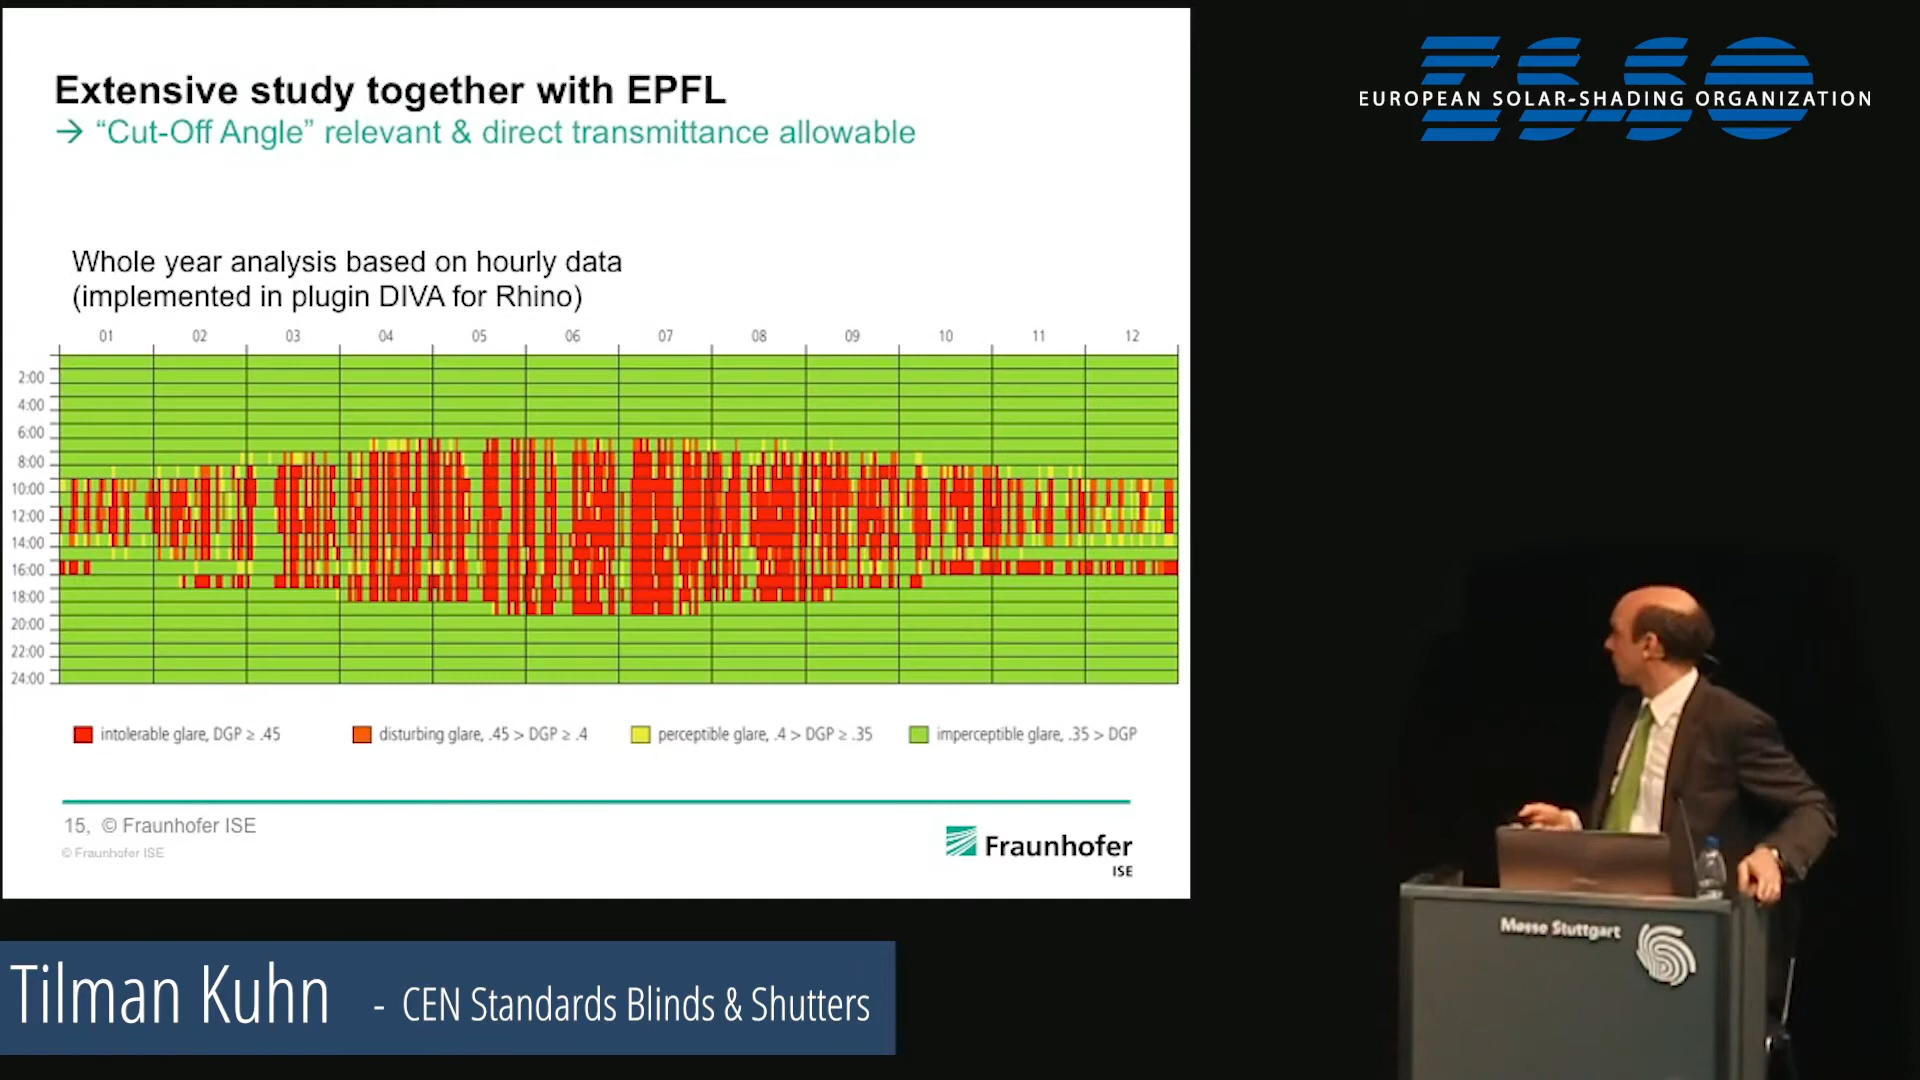 Extensive study together with EPFL
→ “Cut-Off Angle” relevant & direct transmittance allowable
Whole year analysis based on hourly data
(implemented in plugin DIVA for Rhino)
01 02 03 04 05 06 07 08 09 10 11 12
2:00
4:00
6:00
8:00
10:00
12:00
14:00
16:00
18:00
20:00
22:00
24:00
intolerable glare, DGP ≥ .45 disturbing glare, .45 > DGP ≥ .4 perceptible glare, .4 > DGP ≥ .35 imperceptible glare, .35 > DGP
15, © Fraunhofer ISE
© Fraunhofer ISE
Fraunhofer
ISE
ESSO
EUROPEAN SOLAR-SHADING ORGANIZATION
Messe Stuttgart
Tilman Kuhn - CEN Standards Blinds & Shutters